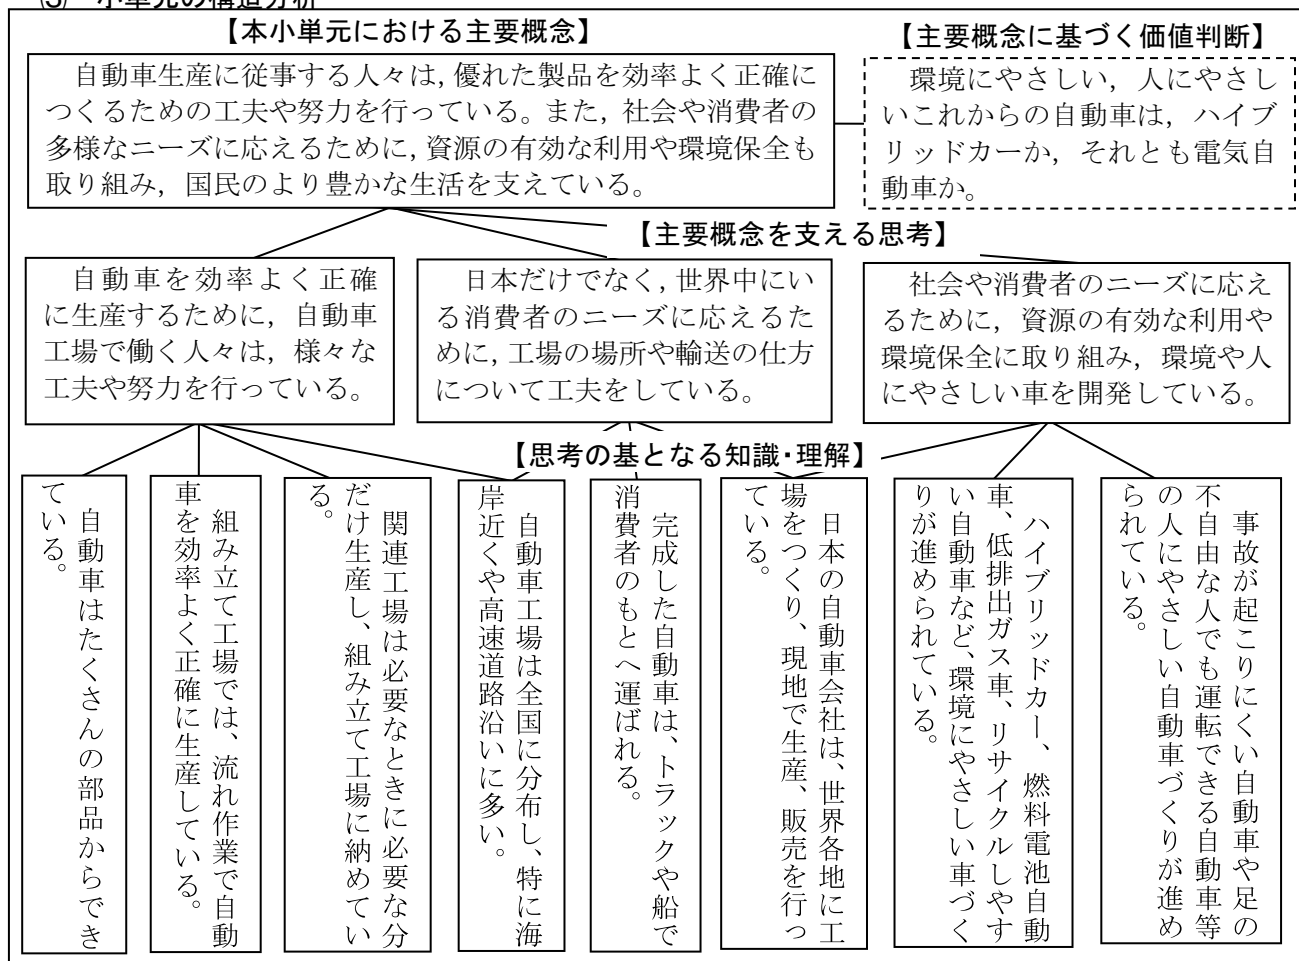 (3) 小単元の構造分析
【本小単元における主要概念】
自動車生産に従事する人々は，優れた製品を効率よく正確に
つくるための工夫や努力を行っている。また，社会や消費者の
多様なニーズに応えるために，資源の有効な利用や環境保全も
取り組み，国民のより豊かな生活を支えている。
【主要概念に基づく価値判断】
環境にやさしい，人にやさし
いこれからの自動車は，ハイブ
リッドカーか，それとも電気自
動車か。
【主要概念を支える思考】
自動車を効率よく正確
に生産するために，自動車
工場で働く人々は，様々な
工夫や努力を行っている。
日本だけでなく，世界中にい
る消費者のニーズに応えるた
めに，工場の場所や輸送の仕方
について工夫をしている。
社会や消費者のニーズに応え
るために，資源の有効な利用や
環境保全に取り組み，環境や人
にやさしい車を開発している。
【思考の基となる知識・理解】
自動車はたくさんの部品からでき
ている。
組み立て工場では、流れ作業で自動
車を効率よく正確に生産している。
関連工場は必要なときに必要な分
だけ生産し、組み立て工場に納めてい
る。
自動車工場は全国に分布し、特に海
岸近くや高速道路沿いに多い。
完成した自動車は、トラックや船で
消費者のもとへ運ばれる。
日本の自動車会社は、世界各地に工
場をつくり、現地で生産、販売を行っ
ている。
ハイブリッドカー、燃料電池自動
車、低排出ガス車、リサイクルしやす
い自動車など、環境にやさしい車づく
りが進められている。
事故が起こりにくい自動車や足の
不自由な人でも運転できる自動車等
の人にやさしい自動車づくりが進め
られている。